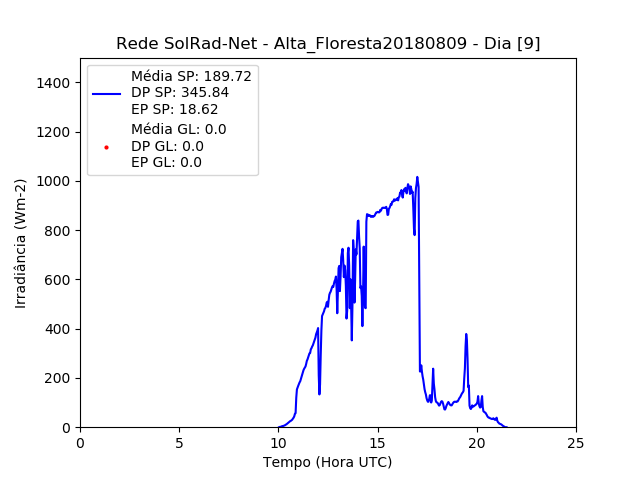 Rede SolRad-Net - Alta_Floresta20180809 - Dia [9]
Média SP: 189.72
DP SP: 345.84
EP SP: 18.62
Média GL: 0.0
DP GL: 0.0
EP GL: 0.0
1400
1200
1000
800
600
400
200
0
Irradiância (Wm-2)
0 5 10 15 20 25
Tempo (Hora UTC)